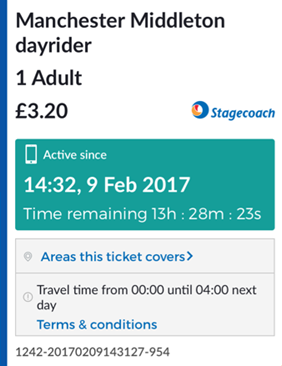 Manchester Middleton
dayrider
1 Adult
£3.20
Stagecoach
Active since
14:32, 9 Feb 2017
Time remaining 13h : 28m : 23s
Areas this ticket covers>
Travel time from 00:00 until 04:00 next
day
Terms & conditions
1242-20170209143127-954